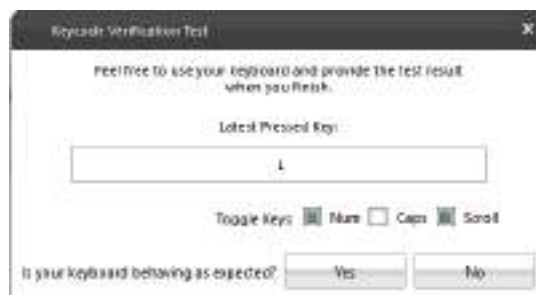 Keycode Verification Test X
Feel free to use your keyboard and provide the test result
when you finish.
Latest Pressed Key:
Toggle Keys Num Caps Scroll
Is your keyboard behaving as expected? Yes No